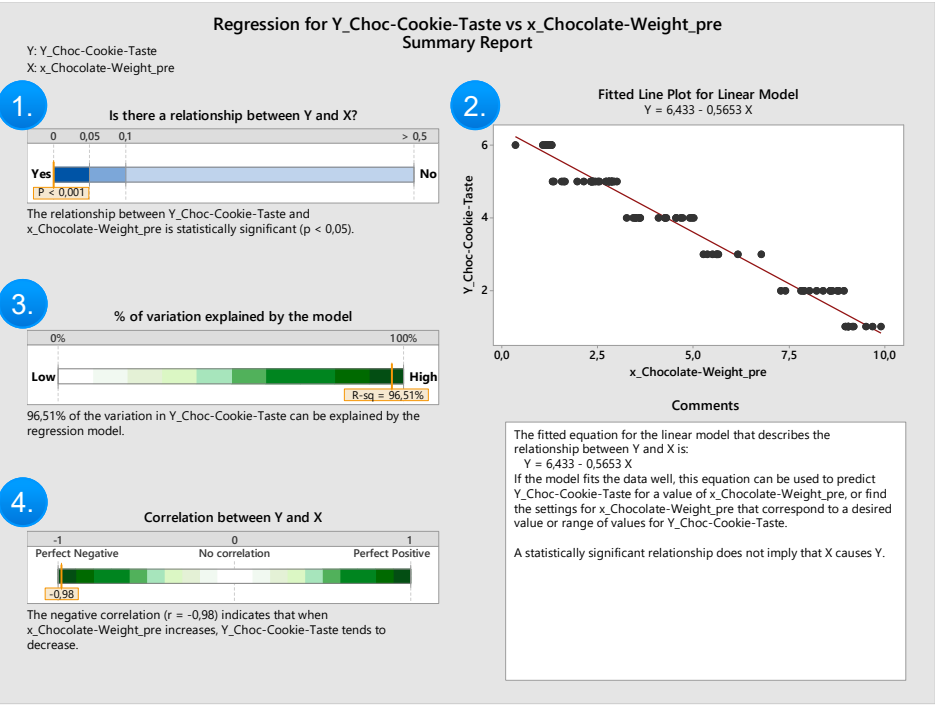 Regression for Y_Choc-Cookie-Taste vs x_Chocolate-Weight_pre
Summary Report
Y: Y_Choc-Cookie-Taste
X: x_Chocolate-Weight_pre
1.
Is there a relationship between Y and X?
0 0,05 0,1 > 0,5
Yes No
P < 0,001
The relationship between Y_Choc-Cookie-Taste and
x_Chocolate-Weight_pre is statistically significant (p < 0,05).
2.
Fitted Line Plot for Linear Model
Y = 6,433 - 0,5653 X
Y_Choc-Cookie-Taste
6
4
2
0,0 2,5 5,0 7,5 10,0
x_Chocolate-Weight_pre
3.
% of variation explained by the model
0% 100%
Low High
R-sq = 96,51%
96,51% of the variation in Y_Choc-Cookie-Taste can be explained by the
regression model.
4.
Correlation between Y and X
-1 0 1
Perfect Negative No correlation Perfect Positive
-0,98
The negative correlation (r = -0,98) indicates that when
x_Chocolate-Weight_pre increases, Y_Choc-Cookie-Taste tends to
decrease.
Comments
The fitted equation for the linear model that describes the
relationship between Y and X is:
Y = 6,433 - 0,5653 X
If the model fits the data well, this equation can be used to predict
Y_Choc-Cookie-Taste for a value of x_Chocolate-Weight_pre, or find
the settings for x_Chocolate-Weight_pre that correspond to a desired
value or range of values for Y_Choc-Cookie-Taste.
A statistically significant relationship does not imply that X causes Y.